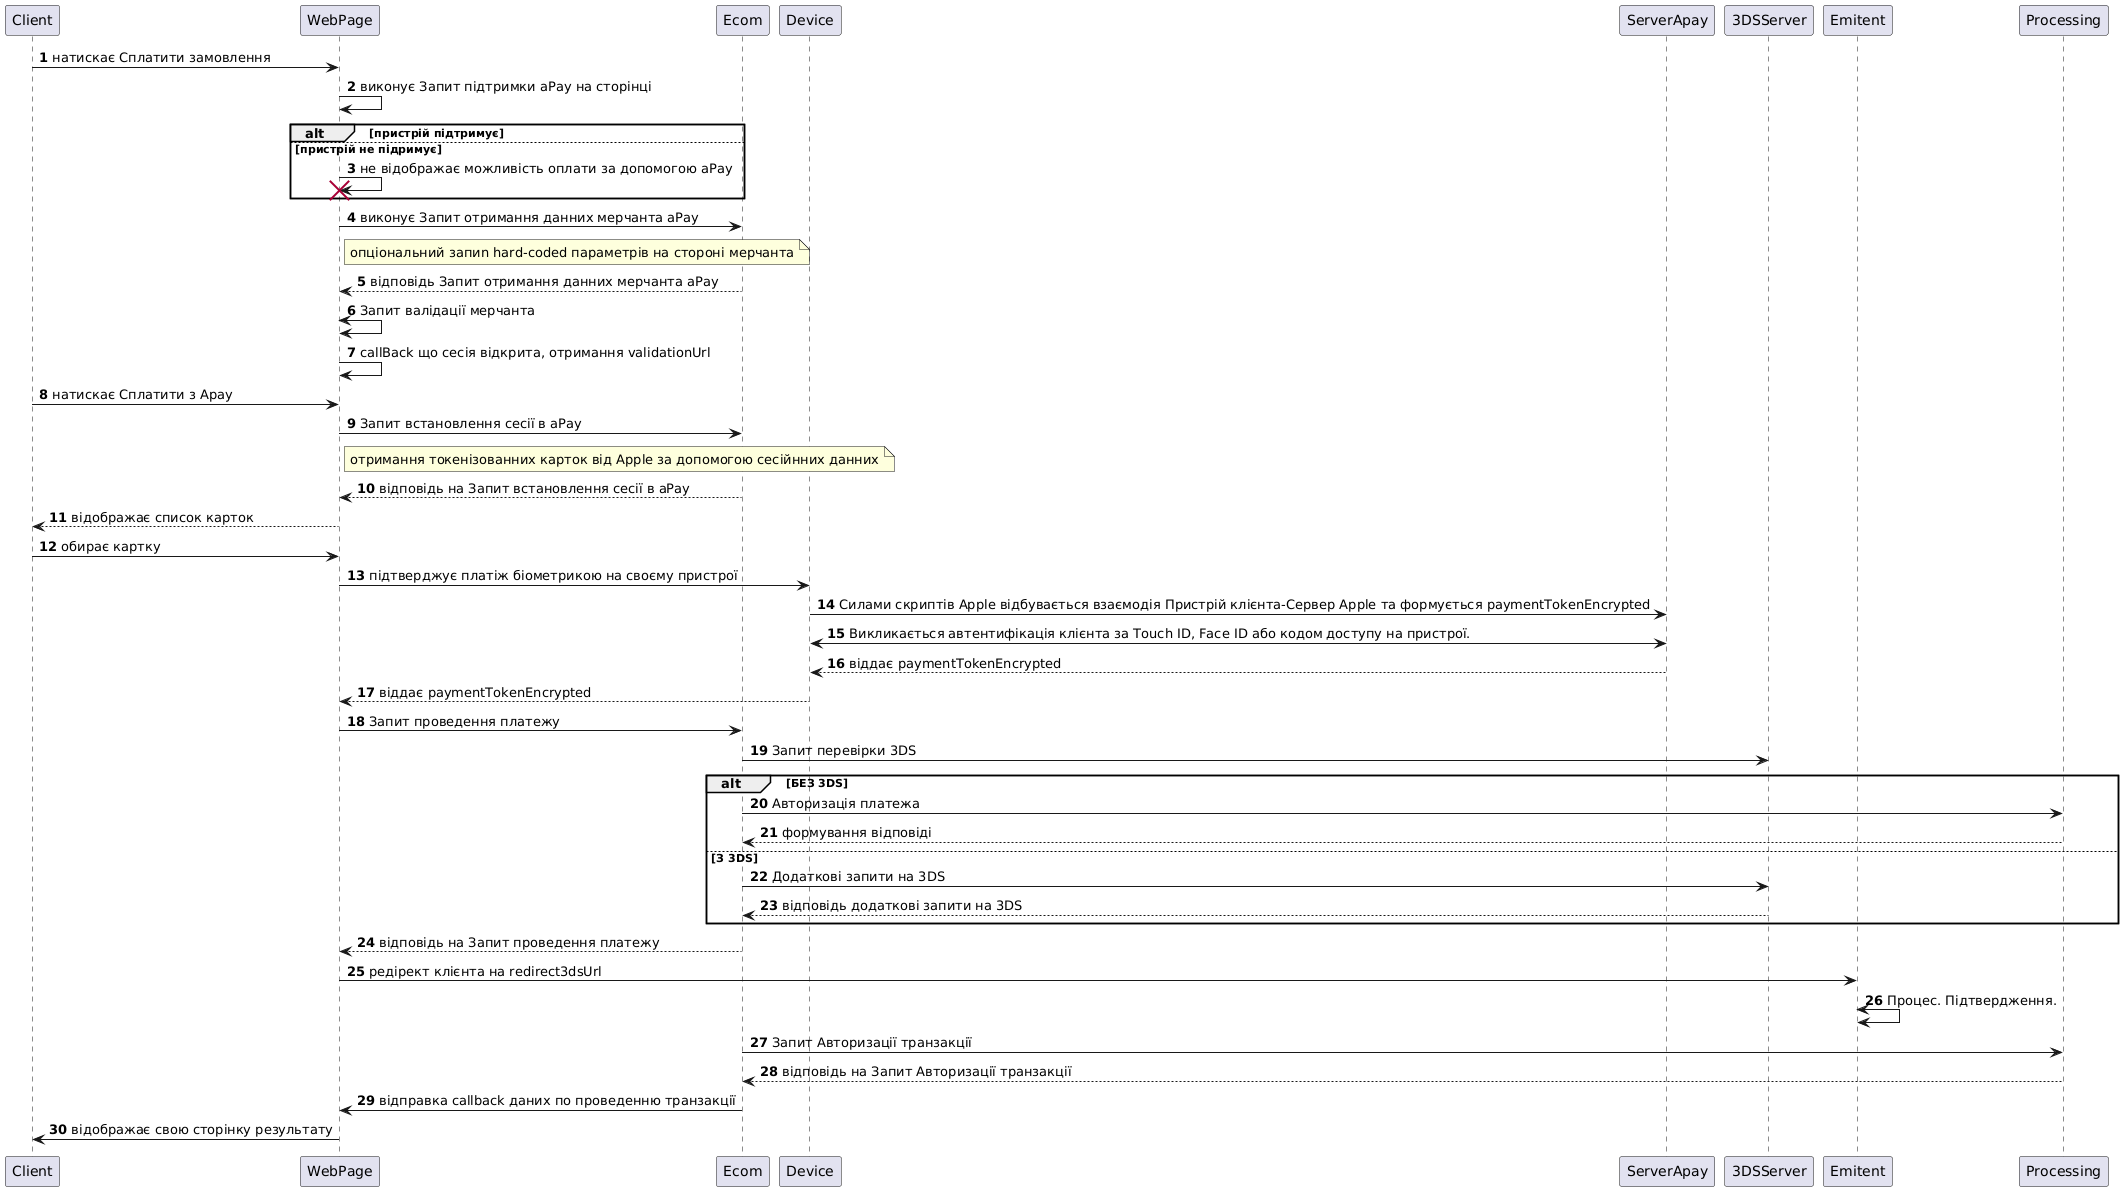 Client WebPage Ecom Device ServerApay 3DSServer Emitent Processing
1 натискає Сплатити замовлення
2 виконує Запит підтримки aPay на сторінці
alt [пристрій підтримує]
[пристрій не підримує]
3 не відображає можливість оплати за допомогою aPay
4 виконує Запит отримання данних мерчанта aPay
опціональний запиn hard-coded параметрів на стороні мерчанта
5 відповідь Запит отримання данних мерчанта aPay
6 Запит валідації мерчанта
7 callBack що сесія відкрита, отримання validationUrl
8 натискає Сплатити з Apay
9 Запит встановлення сесії в aPay
отримання токенізованних карток від Apple за допомогою сесійнних данних
10 відповідь на Запит встановлення сесії в aPay
11 відображає список карток
12 обирає картку
13 підтверджує платіж біометрикою на своєму пристрої
14 Силами скриптів Apple відбувається взаємодія Пристрій клієнта-Сервер Apple та формується paymentTokenEncrypted
15 Викликається автентифікація клієнта за Touch ID, Face ID або кодом доступу на пристрої.
16 віддає paymentTokenEncrypted
17 віддає paymentTokenEncrypted
18 Запит проведення платежу
19 Запит перевірки 3DS
alt [БЕЗ 3DS]
20 Авторизація платежа
21 формування відповіді
[З 3DS]
22 Додаткові запити на 3DS
23 відповідь додаткові запити на 3DS
24 відповідь на Запит проведення платежу
25 редірект клієнта на redirect3dsUrl
26 Процес. Підтвердження.
27 Запит Авторизації транзакції
28 відповідь на Запит Авторизації транзакції
29 відправка callback даних по проведенню транзакції
30 відображає свою сторінку результату
Client WebPage Ecom Device ServerApay 3DSServer Emitent Processing